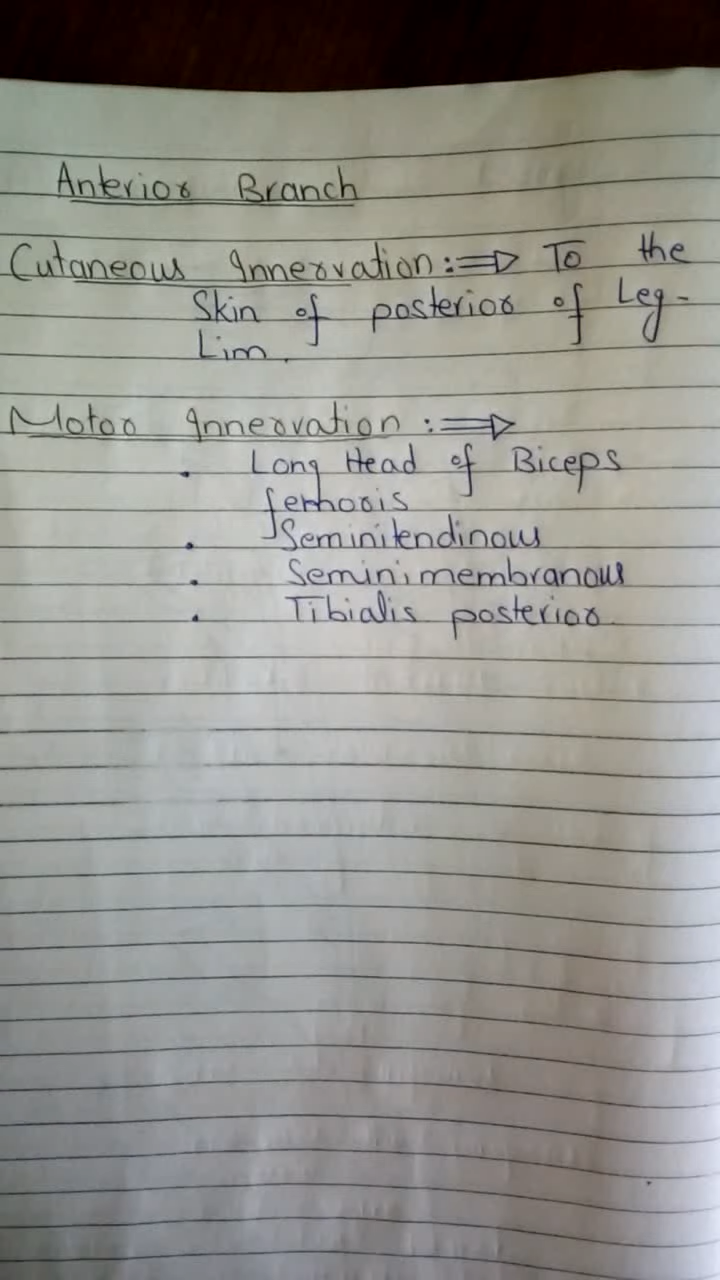 Anterior Branch
Cutaneous Innervation :⇒ To the
Skin of posterior of Leg-
Lim.
Motor Innervation :⇒
• Long Head of Biceps
femoris
• Seminitendinous
• Seminimembranous
• Tibialis posterior.